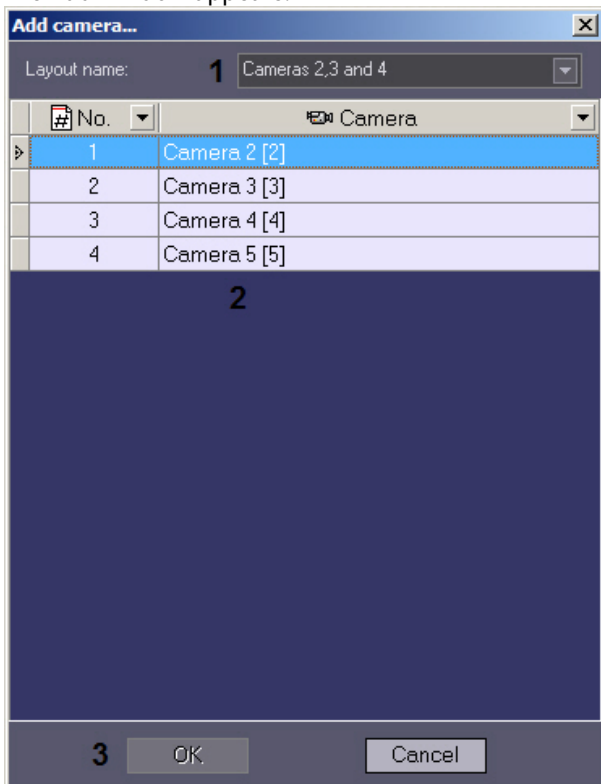 Add camera...
Layout name: 1 Cameras 2,3 and 4
No. Camera
1 Camera 2 [2]
2 Camera 3 [3]
3 Camera 4 [4]
4 Camera 5 [5]
2
3 OK Cancel